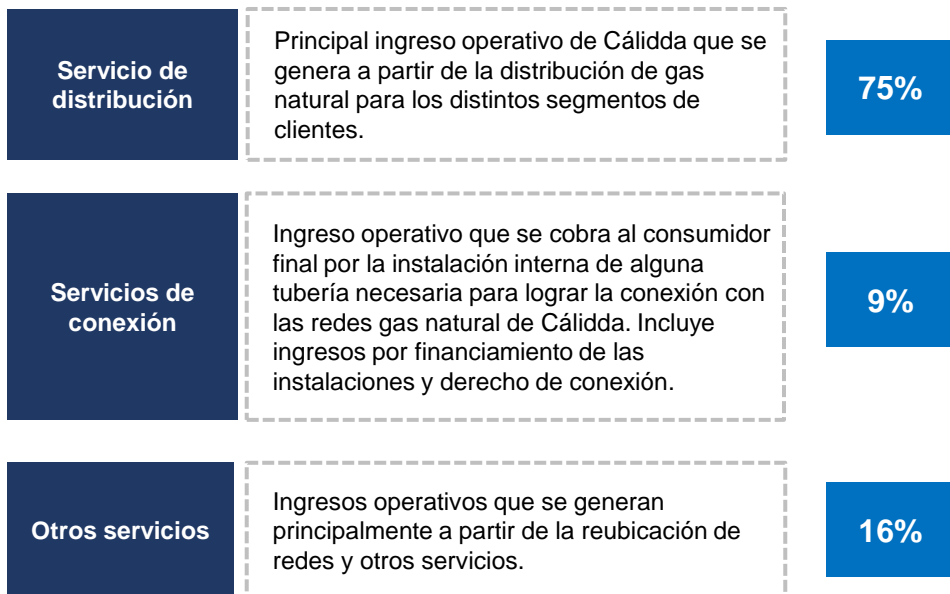 Servicio de
distribución
Principal ingreso operativo de Cálidda que se
genera a partir de la distribución de gas
natural para los distintos segmentos de
clientes.
75%
Servicios de
conexión
Ingreso operativo que se cobra al consumidor
final por la instalación interna de alguna
tubería necesaria para lograr la conexión con
las redes gas natural de Cálidda. Incluye
ingresos por financiamiento de las
instalaciones y derecho de conexión.
9%
Otros servicios
Ingresos operativos que se generan
principalmente a partir de la reubicación de
redes y otros servicios.
16%